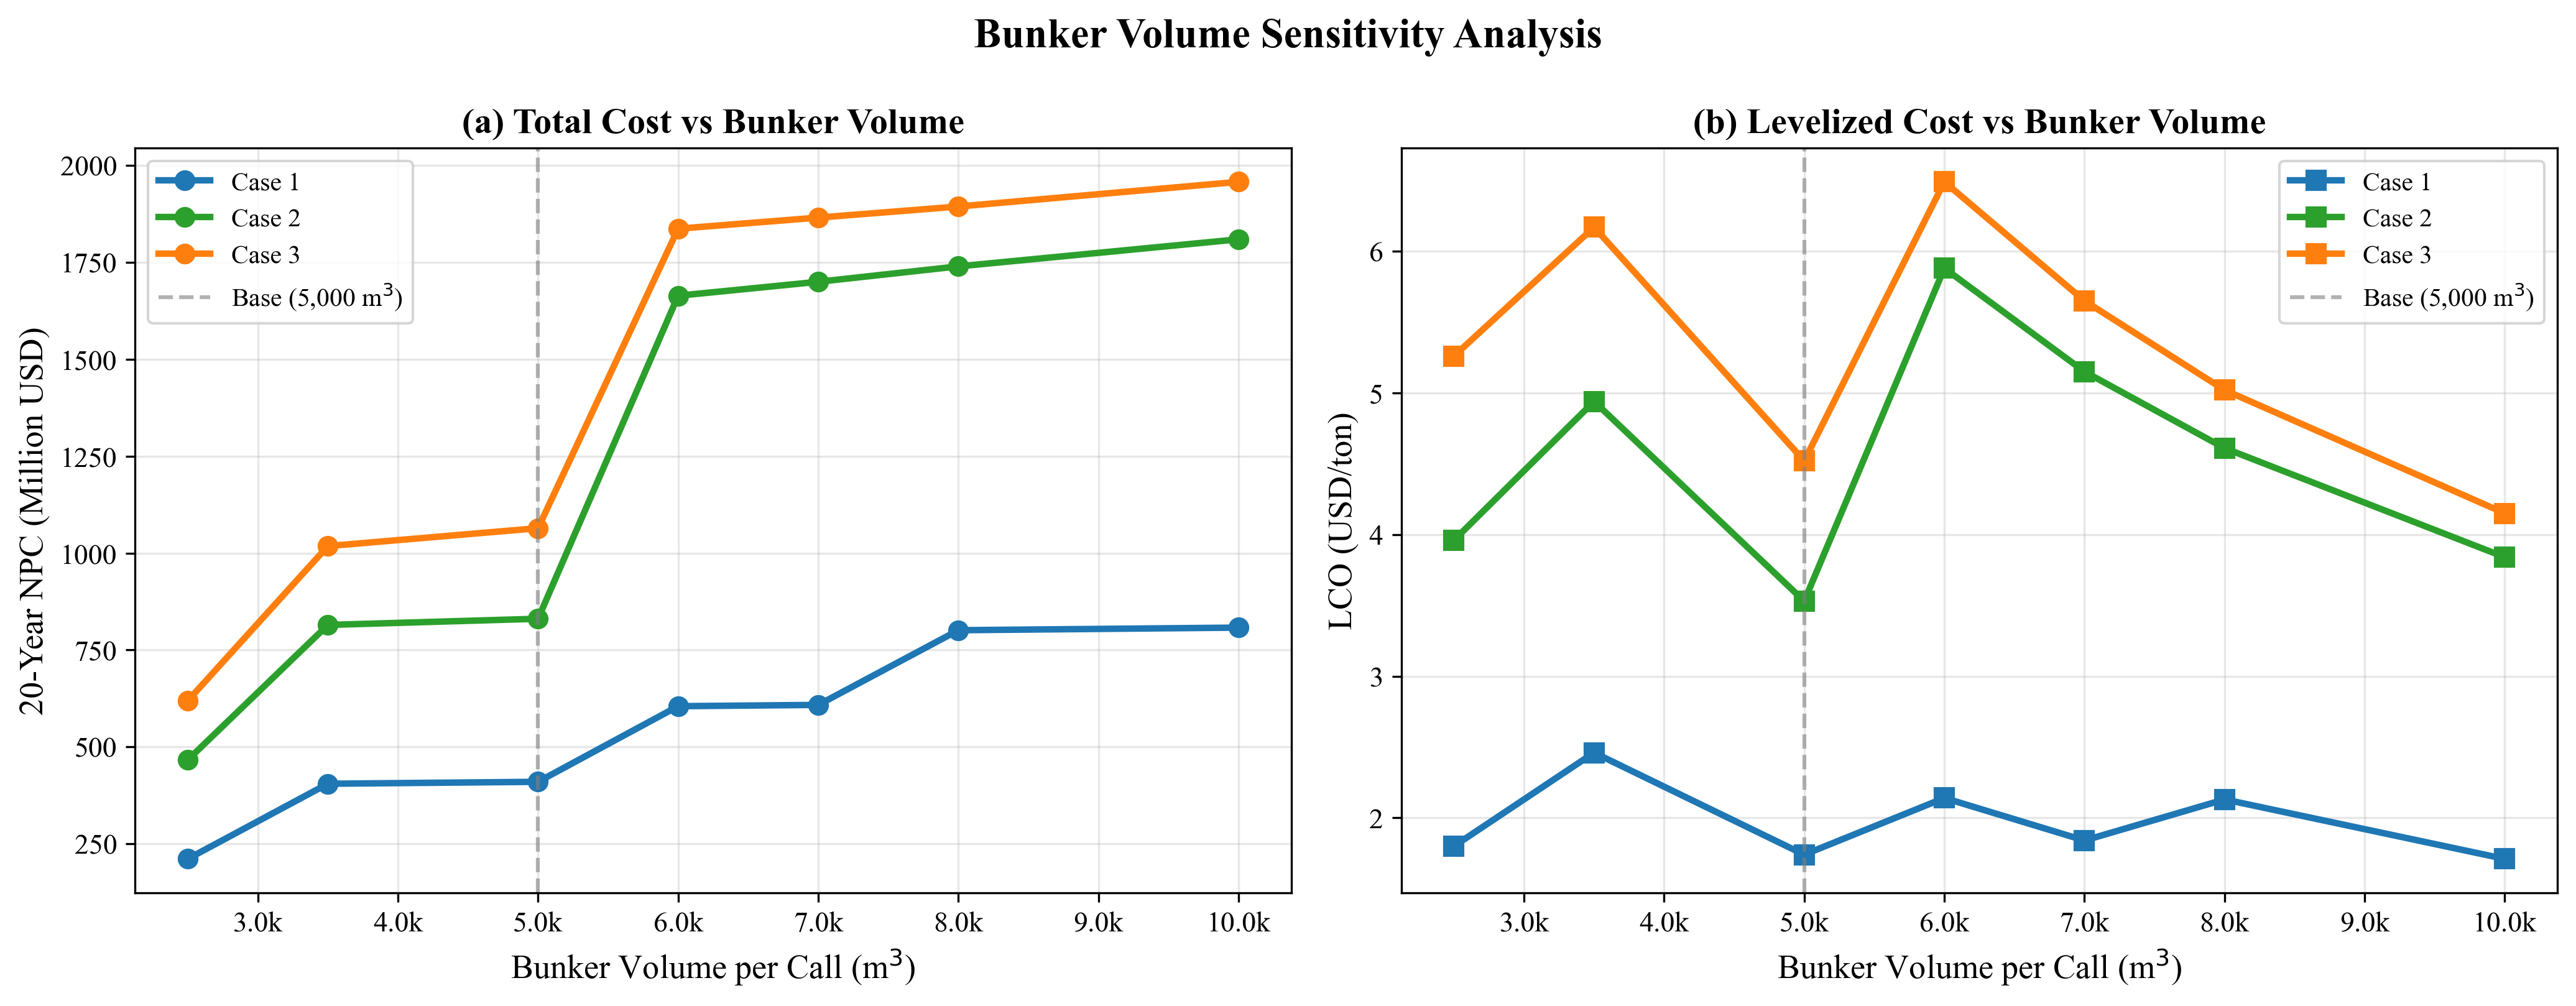 Bunker Volume Sensitivity Analysis
(a) Total Cost vs Bunker Volume
2000
1750
1500
1250
1000
750
500
250
20-Year NPC (Million USD)
Case 1
Case 2
Case 3
Base (5,000 m³)
3.0k 4.0k 5.0k 6.0k 7.0k 8.0k 9.0k 10.0k
Bunker Volume per Call (m³)
(b) Levelized Cost vs Bunker Volume
6
5
4
3
2
LCO (USD/ton)
Case 1
Case 2
Case 3
Base (5,000 m³)
3.0k 4.0k 5.0k 6.0k 7.0k 8.0k 9.0k 10.0k
Bunker Volume per Call (m³)